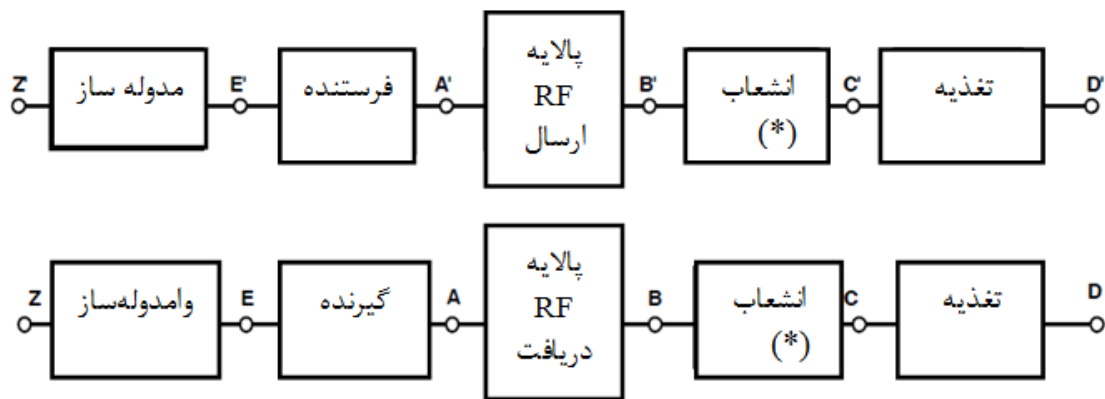 Z'
مدوله ساز
E'
فرستنده
A'
پالایه
RF
ارسال
B'
انشعاب
(*)
C'
تغذیه
D'
Z
وامدوله‌ساز
E
گیرنده
A
پالایه
RF
دریافت
B
انشعاب
(*)
C
تغذیه
D